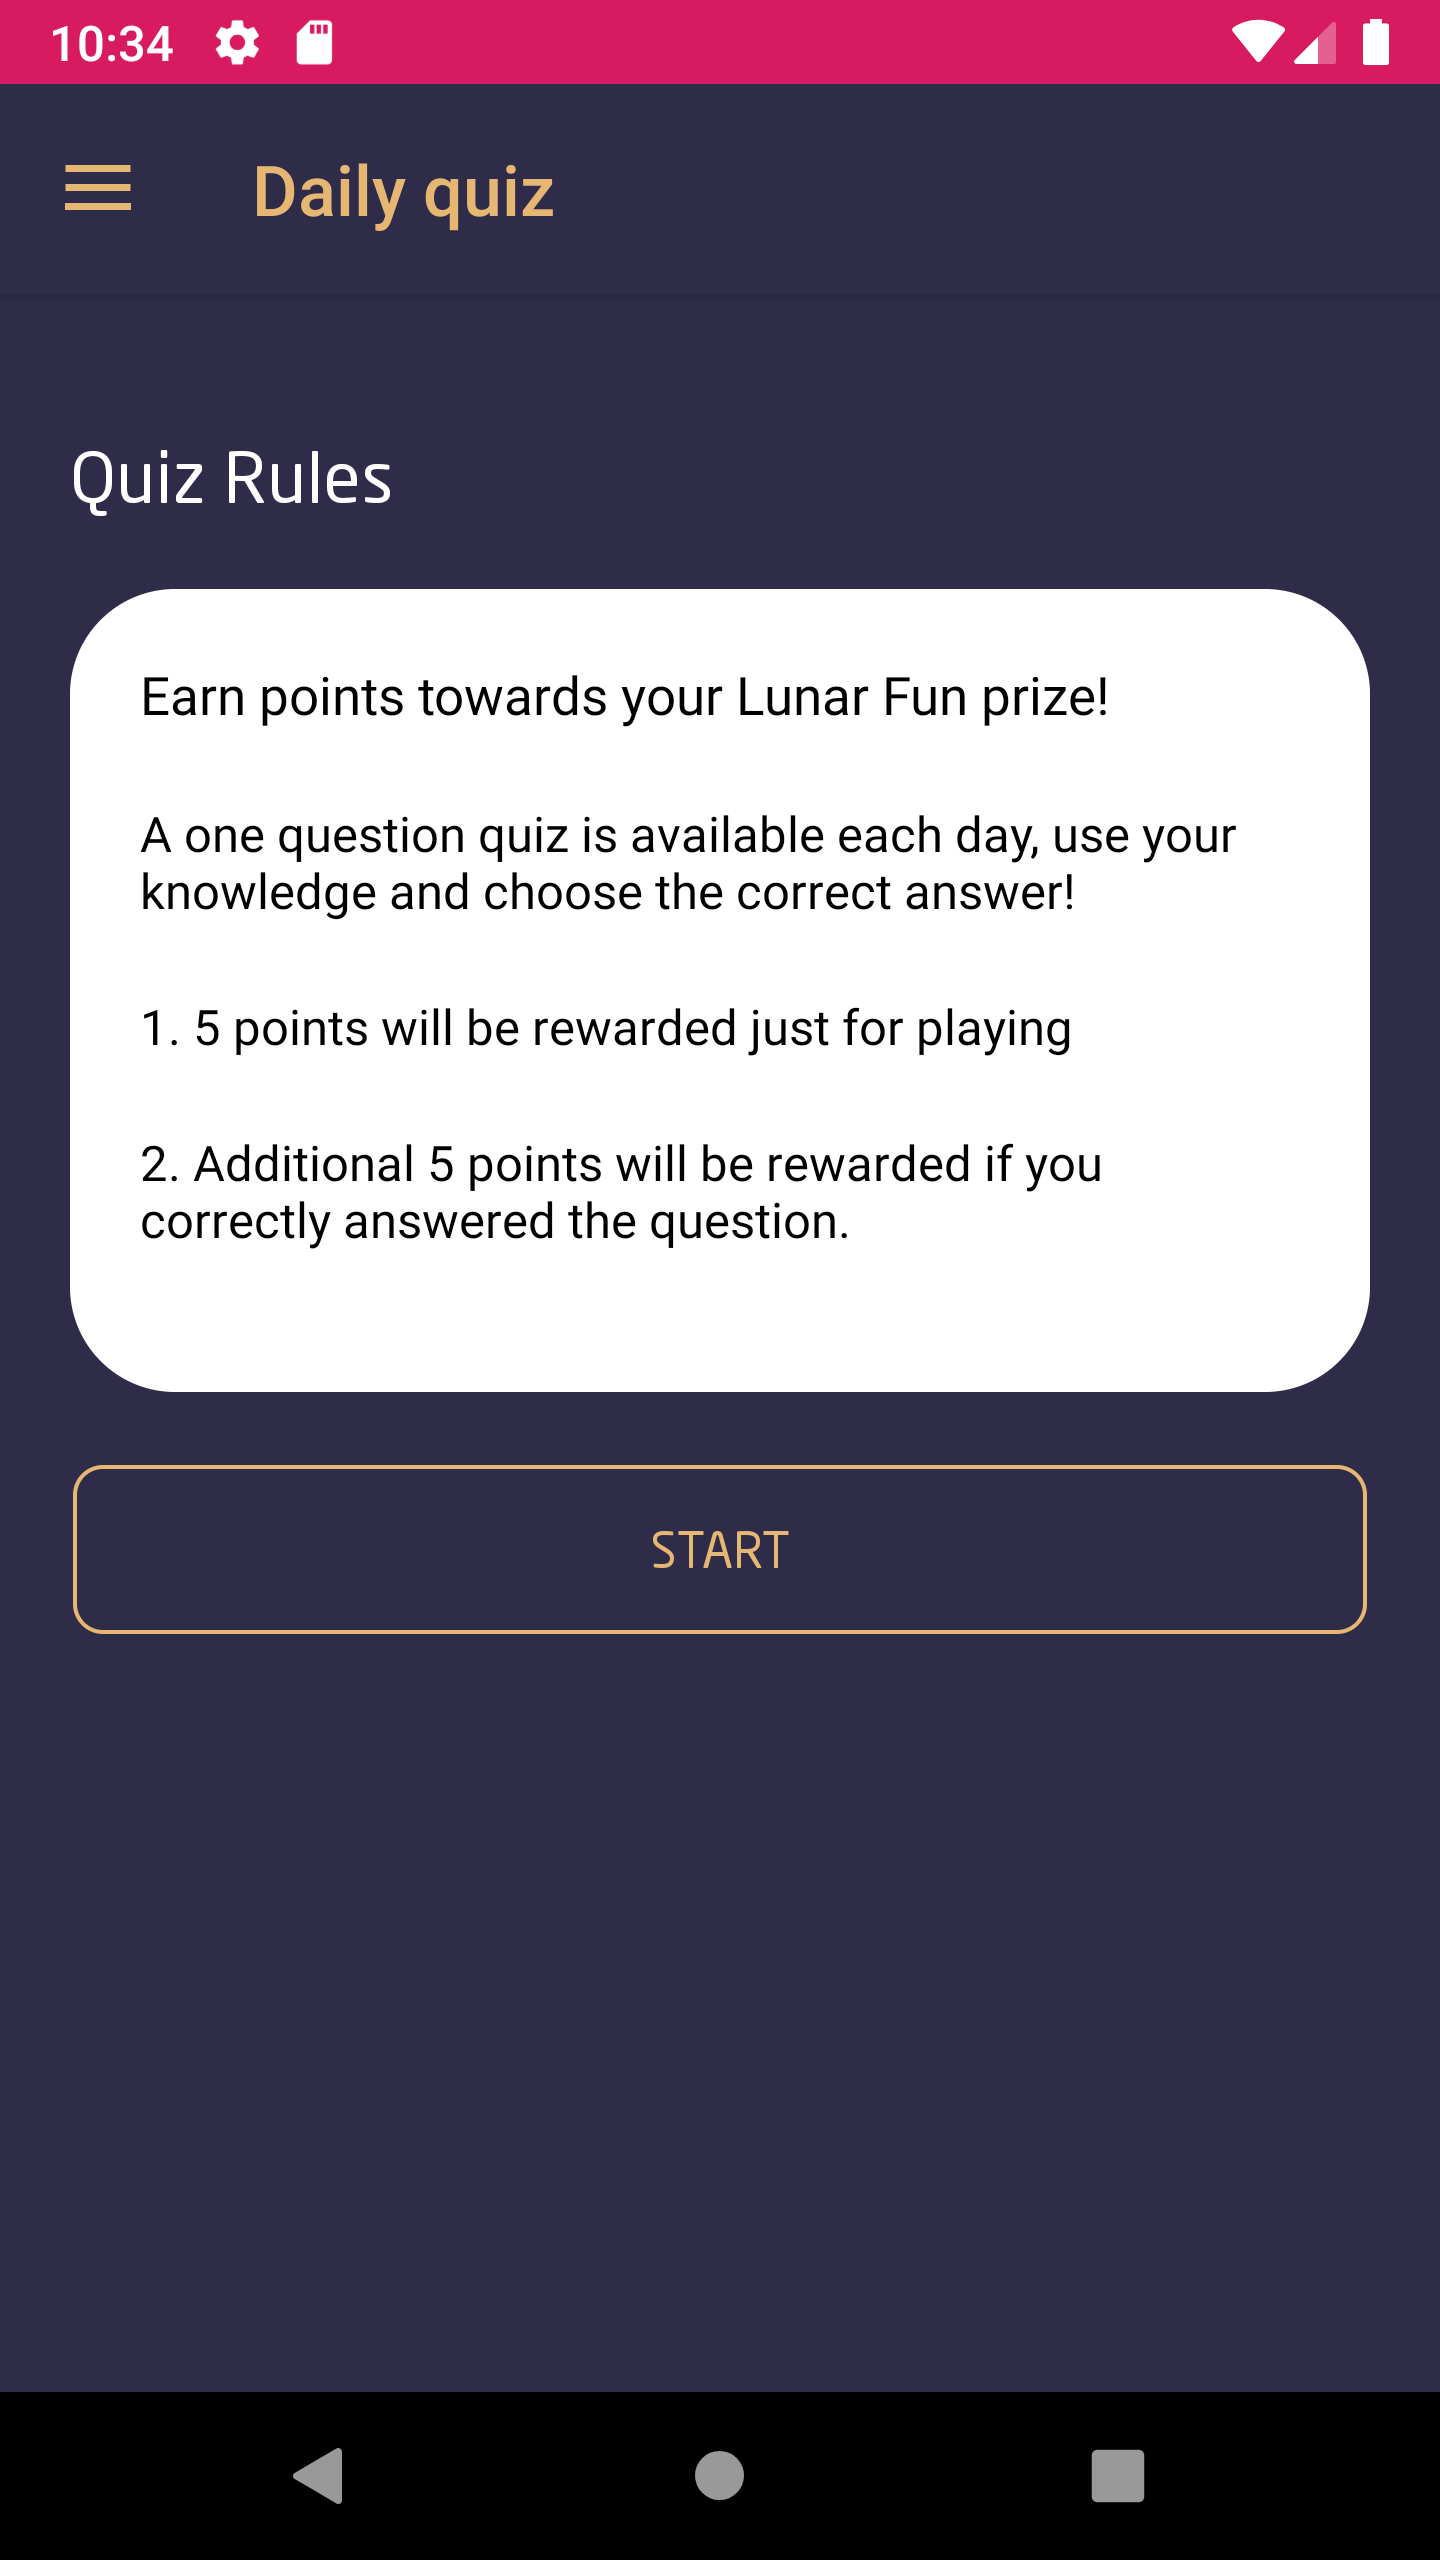 10:34
Daily quiz
Quiz Rules
Earn points towards your Lunar Fun prize!
A one question quiz is available each day, use your
knowledge and choose the correct answer!
1. 5 points will be rewarded just for playing
2. Additional 5 points will be rewarded if you
correctly answered the question.
START